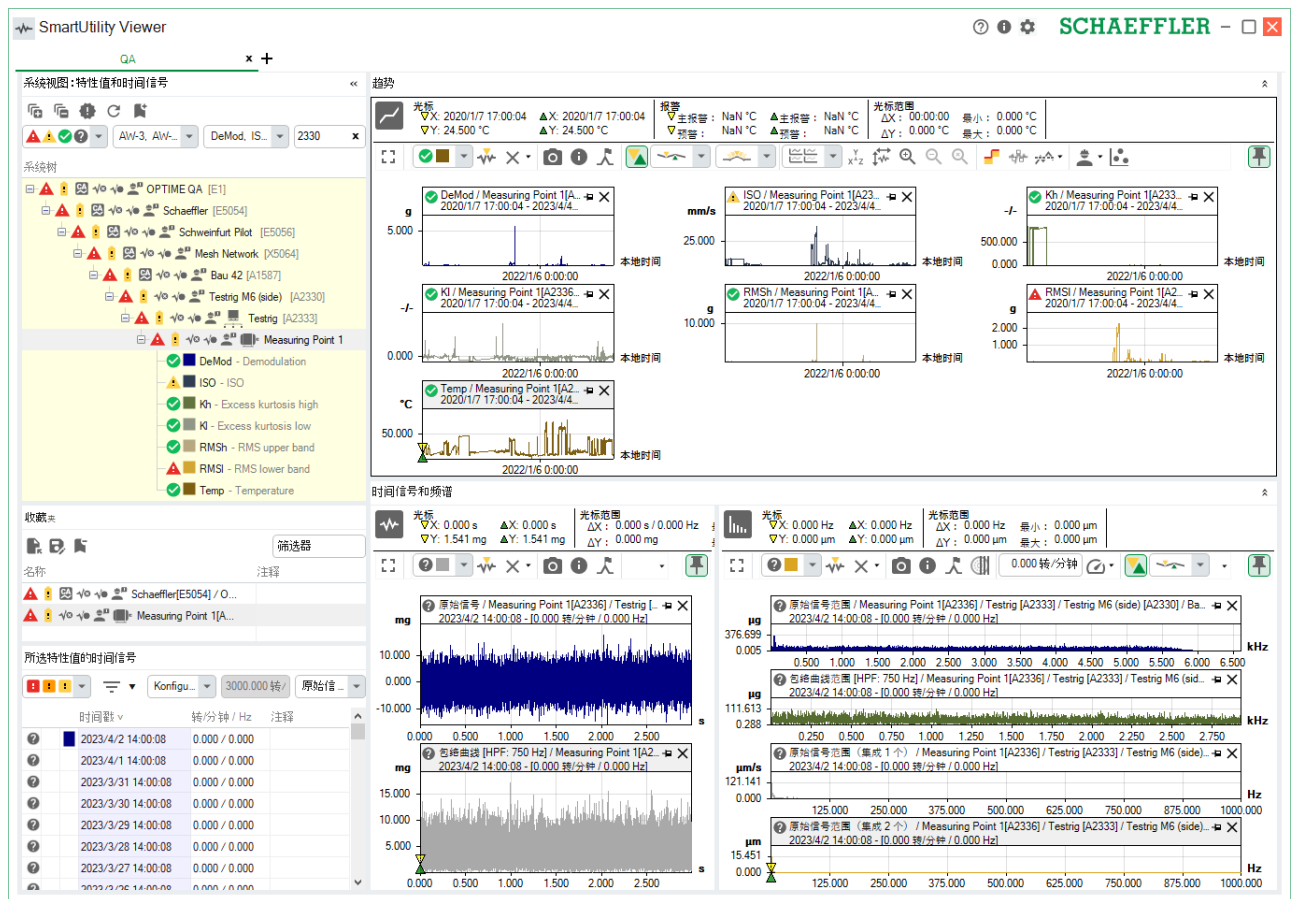 SmartUtility Viewer
SCHAEFFLER
QA
系统视图:特性值和时间信号
AW-3, AW-...
DeMod, IS...
2330
系统树
OPTIME QA [E1]
Schaeffler [E5054]
Schweinfurt Pilot [E5056]
Mesh Network [X5064]
Bau 42 [A1587]
Testrig M6 (side) [A2330]
Testrig [A2333]
Measuring Point 1
DeMod - Demodulation
ISO - ISO
Kh - Excess kurtosis high
Kl - Excess kurtosis low
RMSh - RMS upper band
RMSl - RMS lower band
Temp - Temperature
收藏夹
筛选器
名称 注释
Schaeffler[E5054] / O...
Measuring Point 1[A...
所选特性值的时间信号
Konfigu... 3000.000 转/ 原始信...
时间戳 转/分钟 / Hz 注释
2023/4/2 14:00:08 0.000 / 0.000
2023/4/1 14:00:08 0.000 / 0.000
2023/3/31 14:00:08 0.000 / 0.000
2023/3/30 14:00:08 0.000 / 0.000
2023/3/29 14:00:08 0.000 / 0.000
2023/3/28 14:00:08 0.000 / 0.000
2023/3/27 14:00:08 0.000 / 0.000
2023/3/26 14:00:08 0.000 / 0.000
趋势
光标 报警 光标范围
X: 2020/1/7 17:00:04 X: 2020/1/7 17:00:04 主报警: NaN °C 主报警: NaN °C ΔX: 00:00:00 最小: 0.000 °C
Y: 24.500 °C Y: 24.500 °C 预警: NaN °C 预警: NaN °C ΔY: 0.000 °C 最大: 0.000 °C
DeMod / Measuring Point 1[A...
2020/1/7 17:00:04 - 2023/4/4...
g
5.000
本地时间
2022/1/6 0:00:00
ISO / Measuring Point 1[A23...
2020/1/7 17:00:04 - 2023/4/4...
mm/s
25.000
本地时间
2022/1/6 0:00:00
Kh / Measuring Point 1[A233...
2020/1/7 17:00:04 - 2023/4/4...
-/-
500.000
0.000
本地时间
2022/1/6 0:00:00
Kl / Measuring Point 1[A2336...
2020/1/7 17:00:04 - 2023/4/4...
-/-
0.000
本地时间
2022/1/6 0:00:00
RMSh / Measuring Point 1[A...
2020/1/7 17:00:04 - 2023/4/4...
g
10.000
本地时间
2022/1/6 0:00:00
RMSl / Measuring Point 1[A2...
2020/1/7 17:00:04 - 2023/4/4...
g
2.000
1.000
本地时间
2022/1/6 0:00:00
Temp / Measuring Point 1[A2...
2020/1/7 17:00:04 - 2023/4/4...
°C
50.000
本地时间
2022/1/6 0:00:00
时间信号和频谱
光标 光标范围
X: 0.000 s X: 0.000 s ΔX: 0.000 s / 0.000 Hz
Y: 1.541 mg Y: 1.541 mg ΔY: 0.000 mg
原始信号 / Measuring Point 1[A2336] / Testrig [...
2023/4/2 14:00:08 - [0.000 转/分钟 / 0.000 Hz]
mg
10.000
0.000
-10.000
s
0.000 0.500 1.000 1.500 2.000 2.500
包络曲线 [HPF: 750 Hz] / Measuring Point 1[A2...
2023/4/2 14:00:08 - [0.000 转/分钟 / 0.000 Hz]
mg
15.000
10.000
5.000
s
0.000 0.500 1.000 1.500 2.000 2.500
光标 光标范围
X: 0.000 Hz X: 0.000 Hz ΔX: 0.000 Hz 最小: 0.000 µm
Y: 0.000 µm Y: 0.000 µm ΔY: 0.000 µm 最大: 0.000 µm
0.000 转/分钟
原始信号范围 / Measuring Point 1[A2336] / Testrig [A2333] / Testrig M6 (side) [A2330] / Ba...
2023/4/2 14:00:08 - [0.000 转/分钟 / 0.000 Hz]
µg
376.699
0.005
kHz
0.500 1.000 1.500 2.000 2.500 3.000 3.500 4.000 4.500 5.000 5.500 6.000 6.500
包络曲线范围 [HPF: 750 Hz] / Measuring Point 1[A2336] / Testrig [A2333] / Testrig M6 (sid...
2023/4/2 14:00:08 - [0.000 转/分钟 / 0.000 Hz]
µg
111.613
0.288
kHz
0.250 0.500 0.750 1.000 1.250 1.500 1.750 2.000 2.250 2.500 2.750
原始信号范围 (集成 1 个) / Measuring Point 1[A2336] / Testrig [A2333] / Testrig M6 (side)...
2023/4/2 14:00:08 - [0.000 转/分钟 / 0.000 Hz]
µm/s
121.141
0.000
Hz
125.000 250.000 375.000 500.000 625.000 750.000 875.000 1000.000
原始信号范围 (集成 2 个) / Measuring Point 1[A2336] / Testrig [A2333] / Testrig M6 (side)...
2023/4/2 14:00:08 - [0.000 转/分钟 / 0.000 Hz]
µm
15.451
0.000
Hz
125.000 250.000 375.000 500.000 625.000 750.000 875.000 1000.000